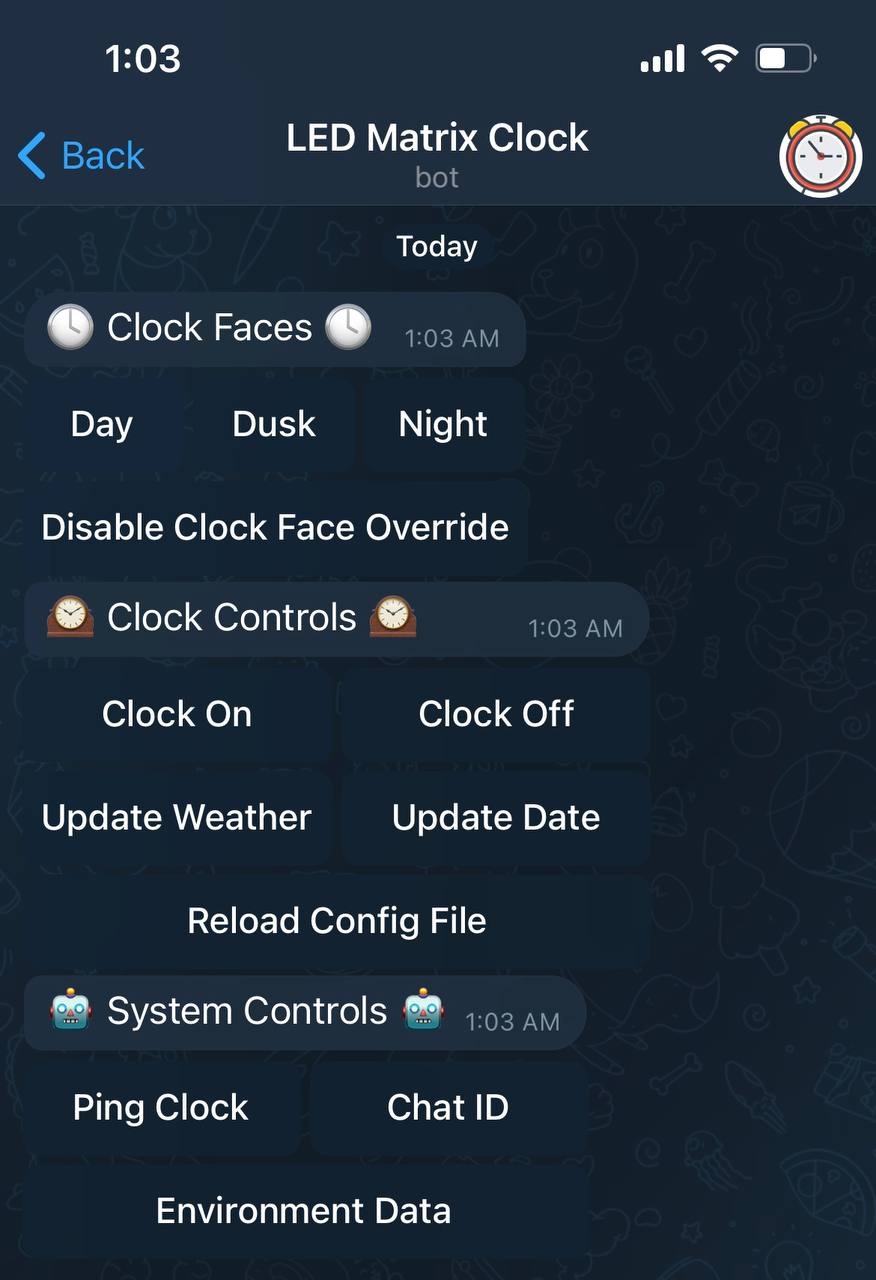 1:03
Back
LED Matrix Clock
bot
Today
🕓 Clock Faces 🕓 1:03 AM
Day Dusk Night
Disable Clock Face Override
🕰️ Clock Controls 🕰️ 1:03 AM
Clock On Clock Off
Update Weather Update Date
Reload Config File
🤖 System Controls 🤖 1:03 AM
Ping Clock Chat ID
Environment Data